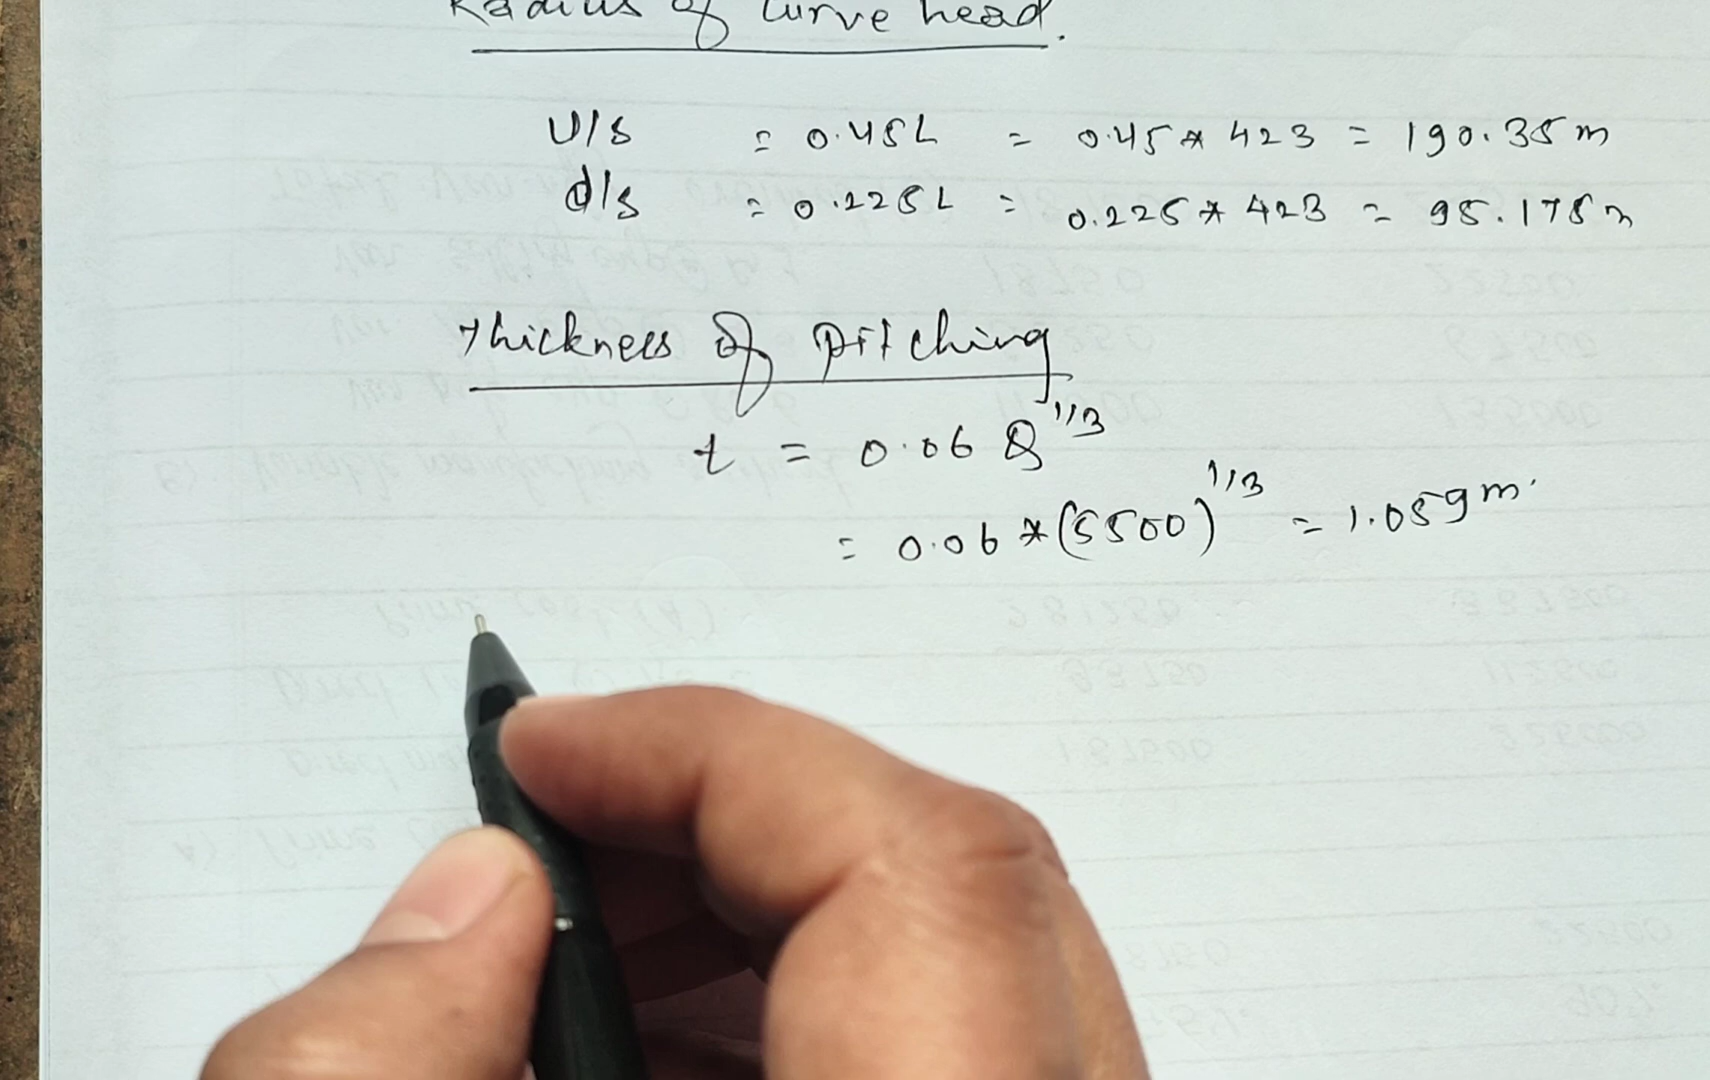 Radius of Curve head.
U/s = 0.45L = 0.45 * 423 = 190.35 m
d/s = 0.225L = 0.225 * 423 = 95.175 m
Thickness of pitching
t = 0.06 Q^1/3
= 0.06 * (5500)^1/3 = 1.059 m.